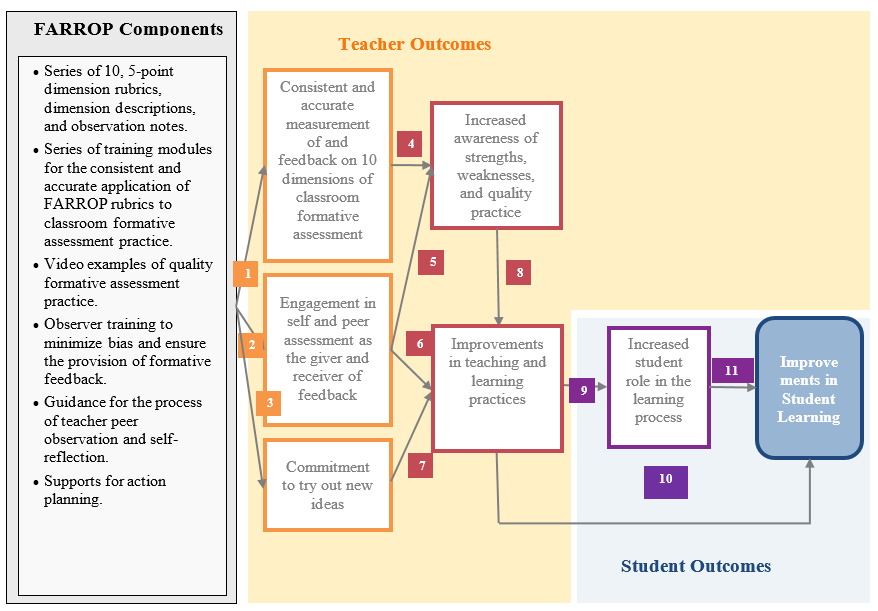 FARROP Components
• Series of 10, 5-point
dimension rubrics,
dimension descriptions,
and observation notes.
• Series of training modules
for the consistent and
accurate application of
FARROP rubrics to
classroom formative
assessment practice.
• Video examples of quality
formative assessment
practice.
• Observer training to
minimize bias and ensure
the provision of formative
feedback.
• Guidance for the process
of teacher peer
observation and self-
reflection.
• Supports for action
planning.
Teacher Outcomes
1
2
3
Consistent and
accurate
measurement
of and
feedback on 10
dimensions of
classroom
formative
assessment
Engagement in
self and peer
assessment as
the giver and
receiver of
feedback
Commitment
to try out new
ideas
4
5
6
7
Increased
awareness of
strengths,
weaknesses,
and quality
practice
8
Improvements
in teaching and
learning
practices
9
Increased
student
role in the
learning
process
10
11
Improve
ments in
Student
Learning
Student Outcomes